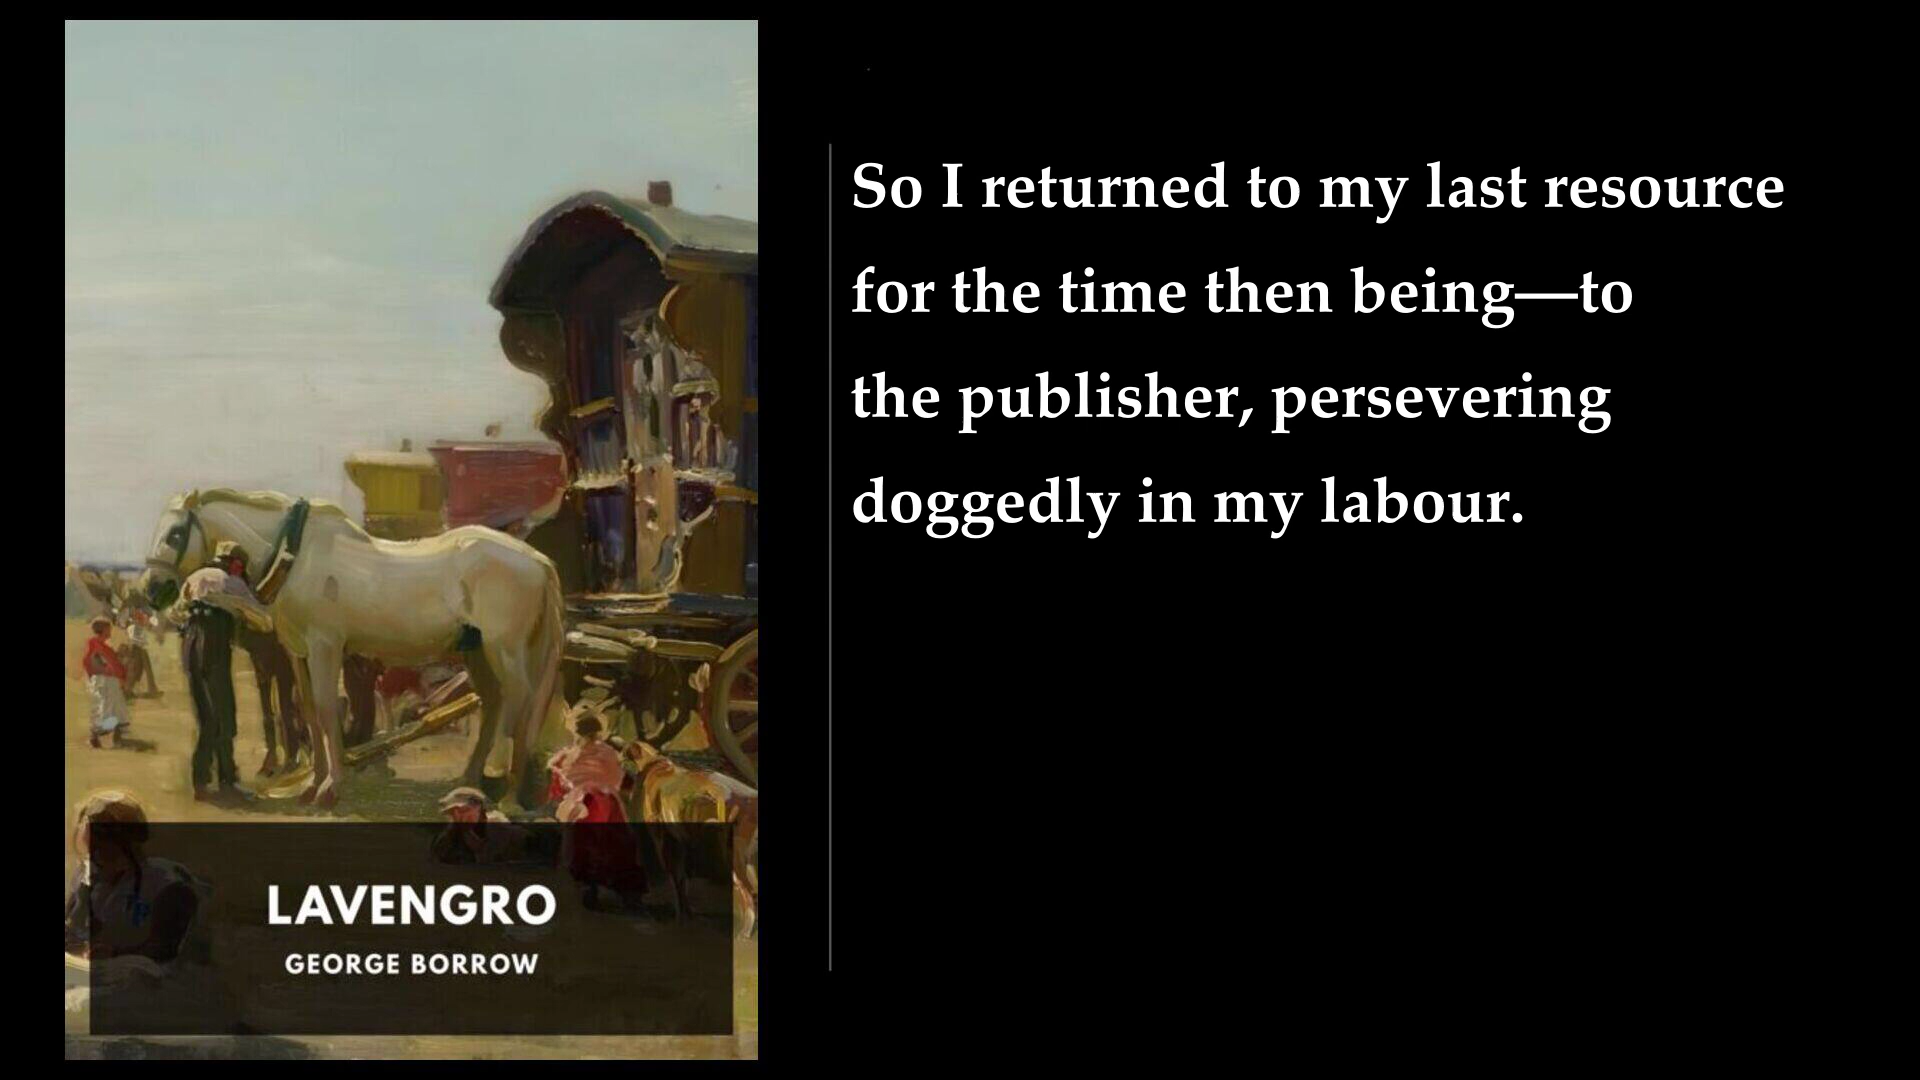 So I returned to my last resource
for the time then being—to
the publisher, persevering
doggedly in my labour.
LAVENGRO
GEORGE BORROW